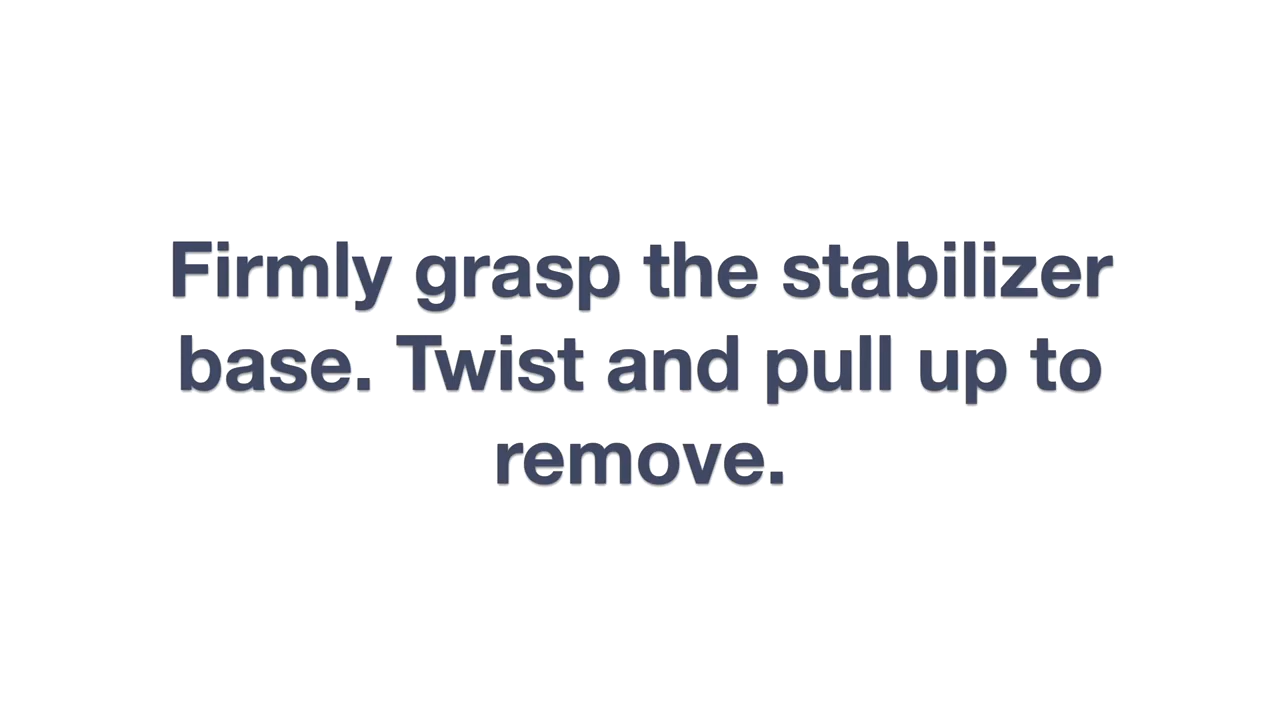 Firmly grasp the stabilizer
base. Twist and pull up to
remove.